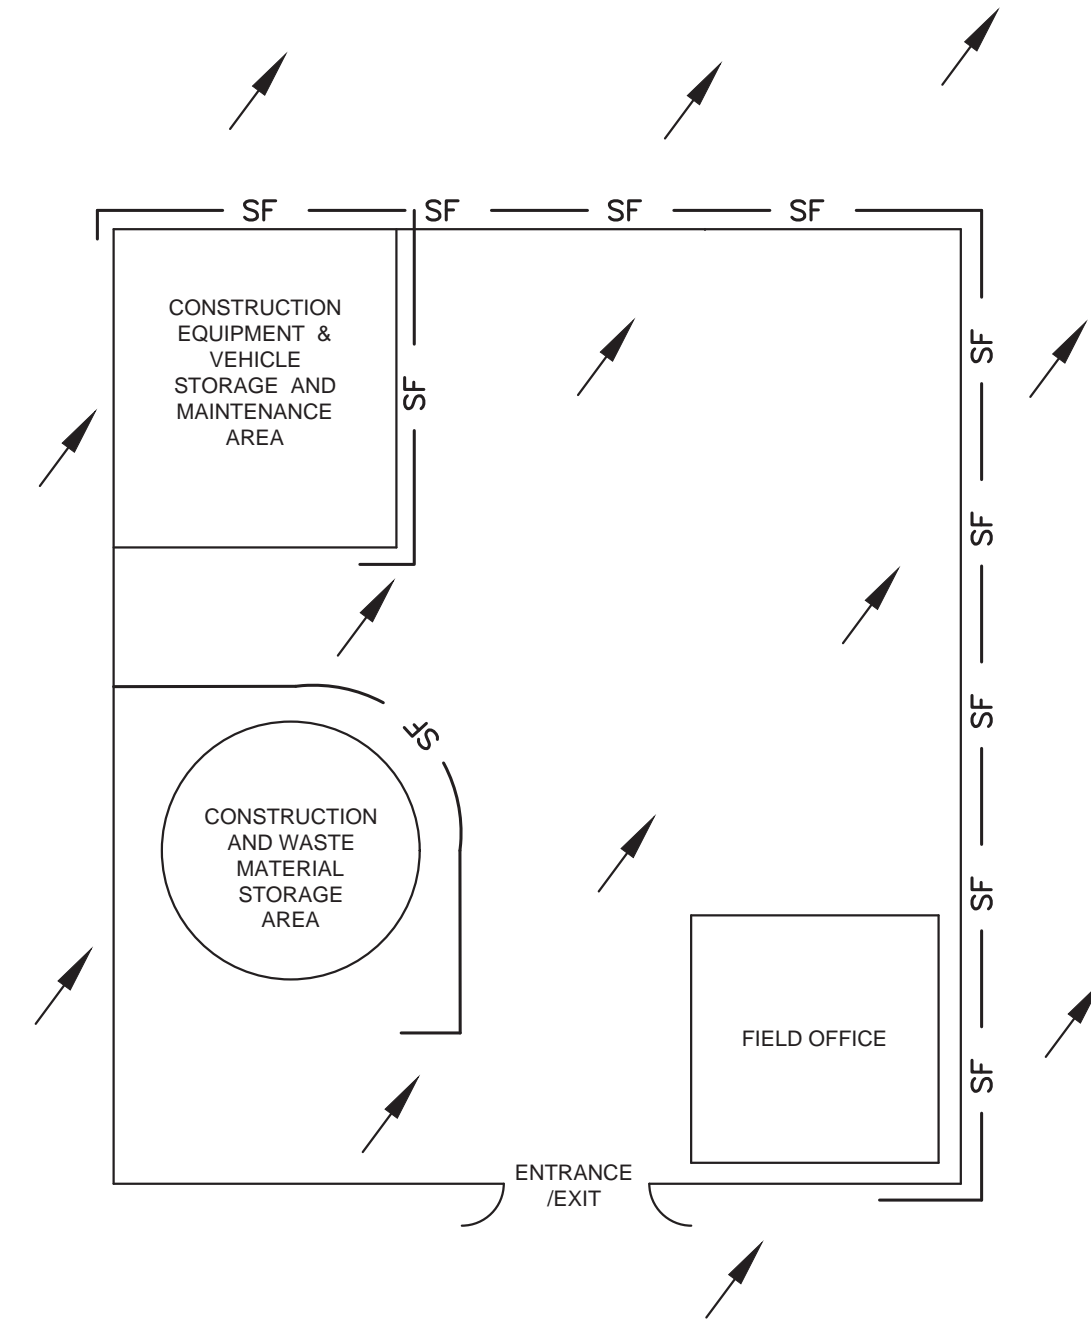 SF SF SF SF
CONSTRUCTION
EQUIPMENT &
VEHICLE
STORAGE AND
MAINTENANCE
AREA
SF
SF
SF
SF
SF
CONSTRUCTION
AND WASTE
MATERIAL
STORAGE
AREA
SF
FIELD OFFICE
SF
ENTRANCE
/EXIT